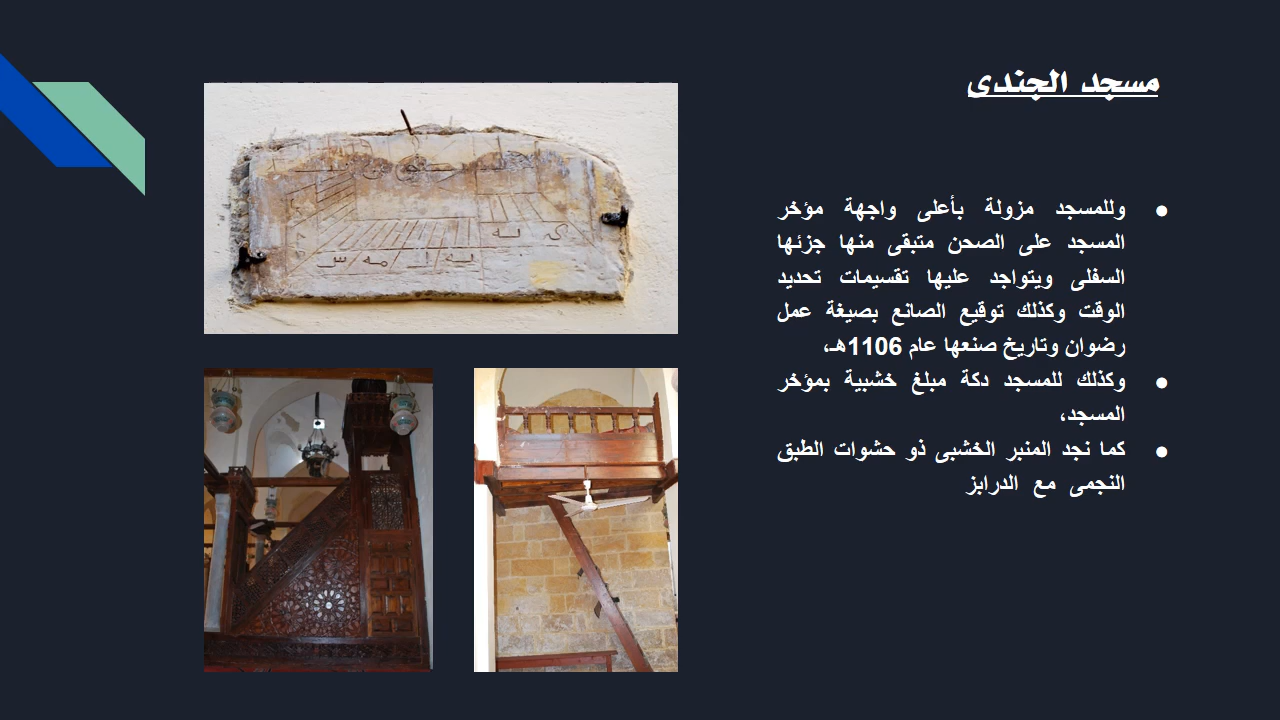 مسجد الجندى
● وللمسجد مزولة بأعلى واجهة مؤخر
المسجد على الصحن متبقى منها جزئها
السفلى ويتواجد عليها تقسيمات تحديد
الوقت وكذلك توقيع الصانع بصيغة عمل
رضوان وتاريخ صنعها عام 1106هـ،
● وكذلك للمسجد دكة مبلغ خشبية بمؤخر
المسجد،
● كما نجد المنبر الخشبى ذو حشوات الطبق
النجمى مع الدرابز